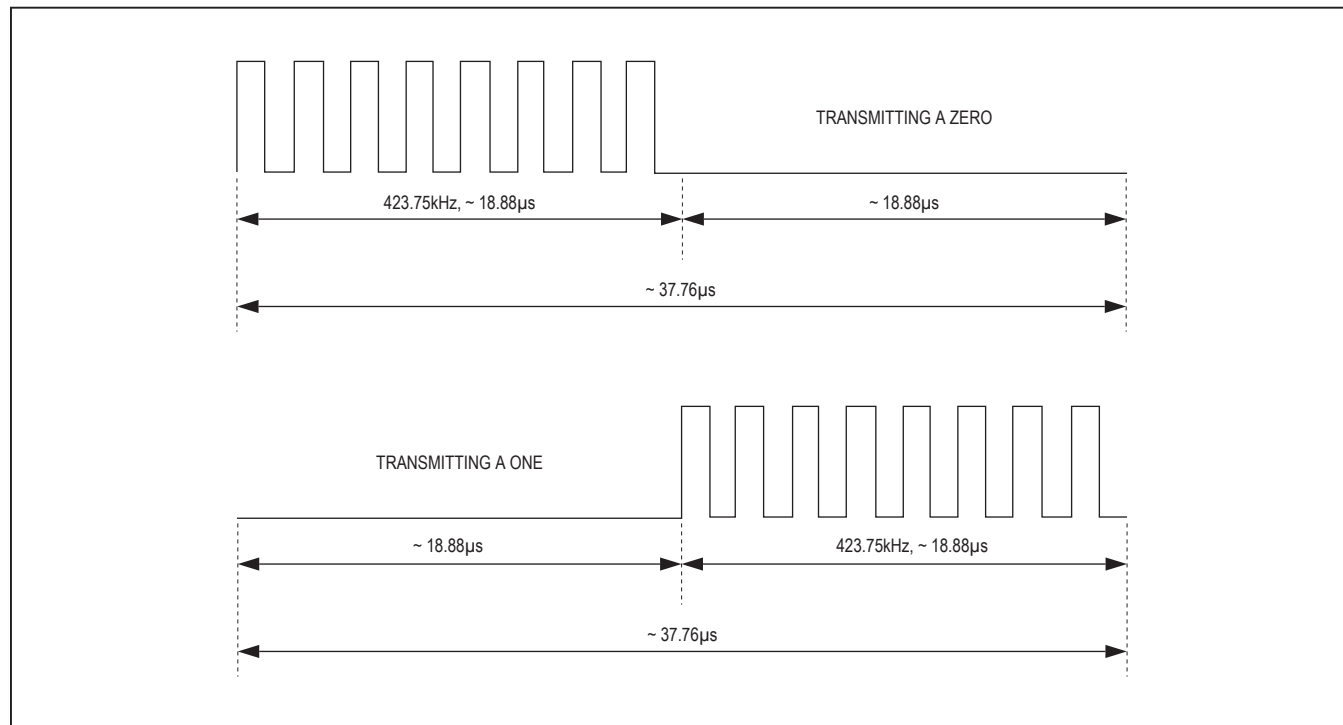 TRANSMITTING A ZERO
423.75kHz, ~ 18.88µs
~ 18.88µs
~ 37.76µs
TRANSMITTING A ONE
~ 18.88µs
423.75kHz, ~ 18.88µs
~ 37.76µs